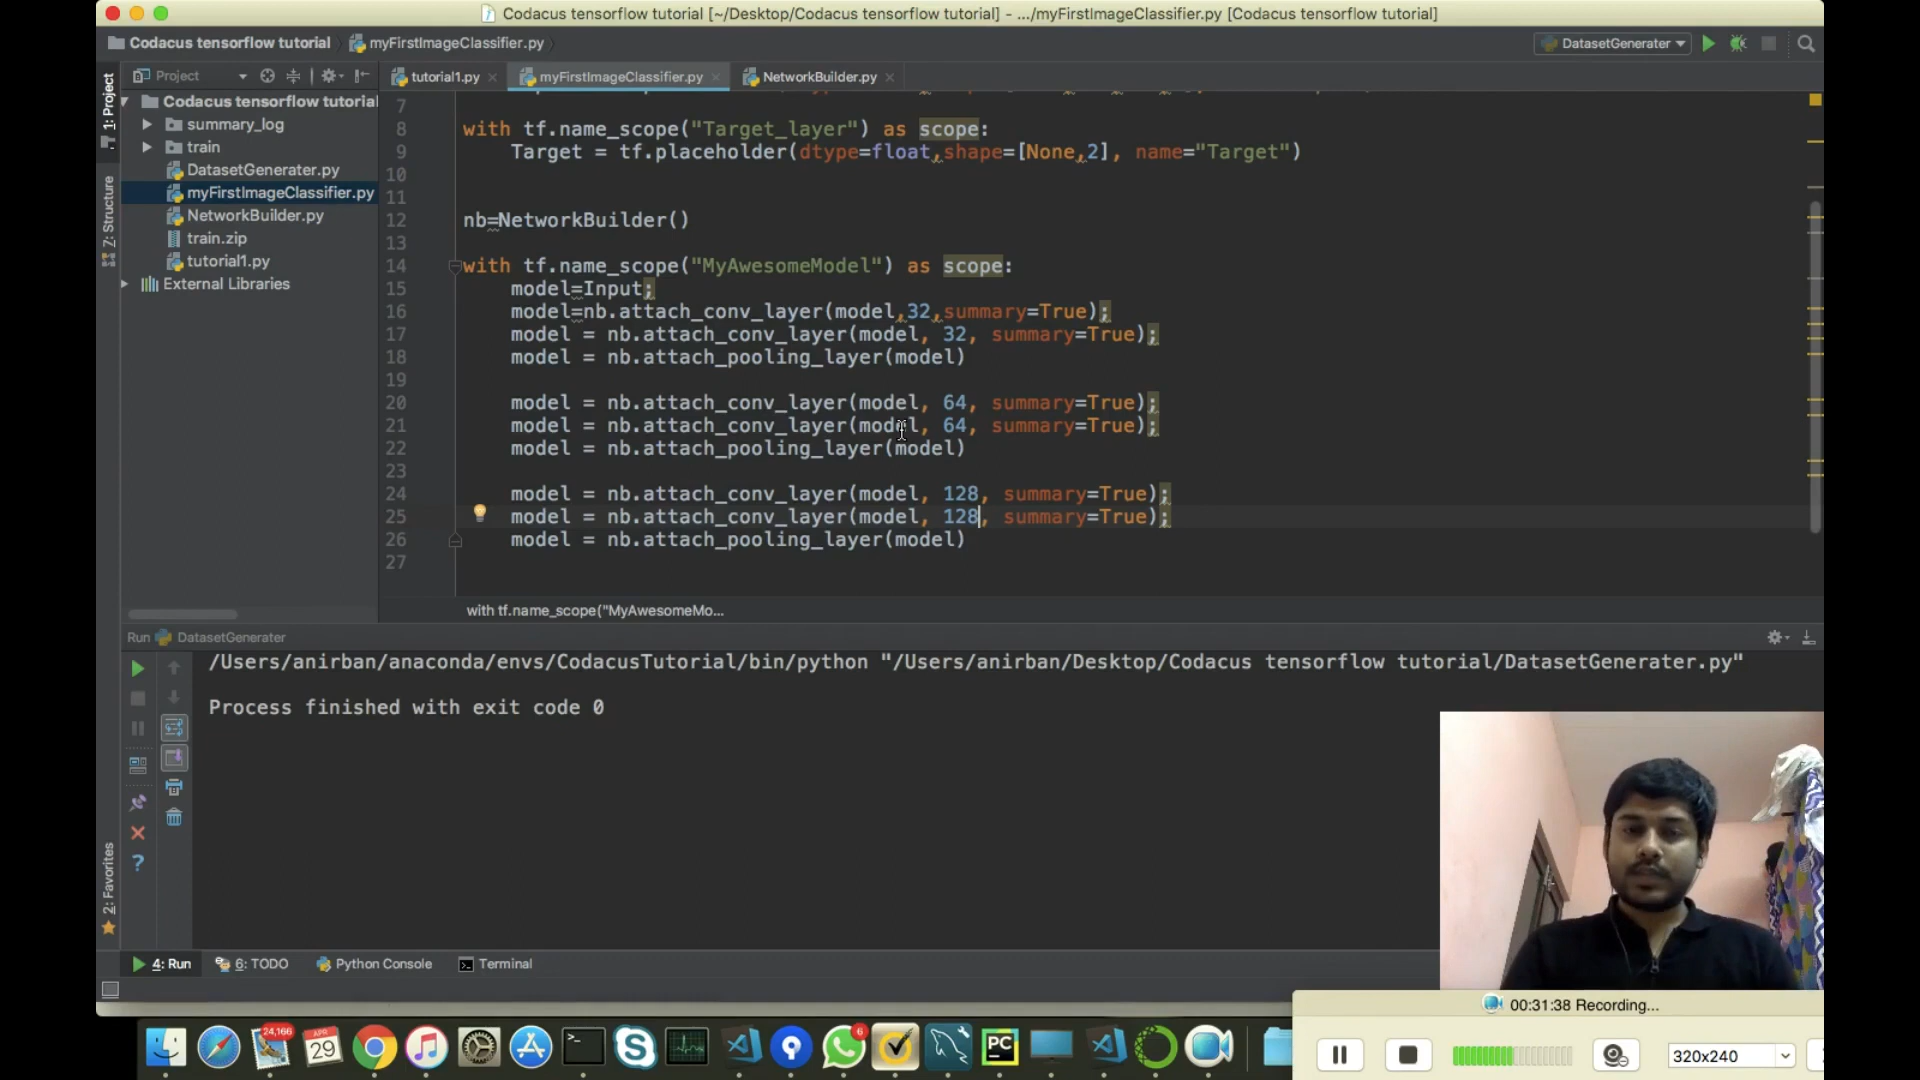 Codacus tensorflow tutorial [~/Desktop/Codacus tensorflow tutorial] - .../myFirstImageClassifier.py [Codacus tensorflow tutorial]
Codacus tensorflow tutorial
myFirstImageClassifier.py
DatasetGenerater
Project
tutorial1.py
myFirstImageClassifier.py
NetworkBuilder.py
1: Project
Z: Structure
2: Favorites
Codacus tensorflow tutorial
summary_log
train
DatasetGenerater.py
myFirstImageClassifier.py
NetworkBuilder.py
train.zip
tutorial1.py
External Libraries
7
8 with tf.name_scope("Target_layer") as scope:
9 Target = tf.placeholder(dtype=float,shape=[None,2], name="Target")
10
11
12 nb=NetworkBuilder()
13
14 with tf.name_scope("MyAwesomeModel") as scope:
15 model=Input;
16 model=nb.attach_conv_layer(model,32,summary=True);
17 model = nb.attach_conv_layer(model, 32, summary=True);
18 model = nb.attach_pooling_layer(model)
19
20 model = nb.attach_conv_layer(model, 64, summary=True);
21 model = nb.attach_conv_layer(model, 64, summary=True);
22 model = nb.attach_pooling_layer(model)
23
24 model = nb.attach_conv_layer(model, 128, summary=True);
25 model = nb.attach_conv_layer(model, 128, summary=True);
26 model = nb.attach_pooling_layer(model)
27
with tf.name_scope("MyAwesomeMo...
Run DatasetGenerater
/Users/anirban/anaconda/envs/CodacusTutorial/bin/python "/Users/anirban/Desktop/Codacus tensorflow tutorial/DatasetGenerater.py"
Process finished with exit code 0
4: Run
6: TODO
Python Console
Terminal
00:31:38 Recording...
24,166
APR
29
6
PC
320x240